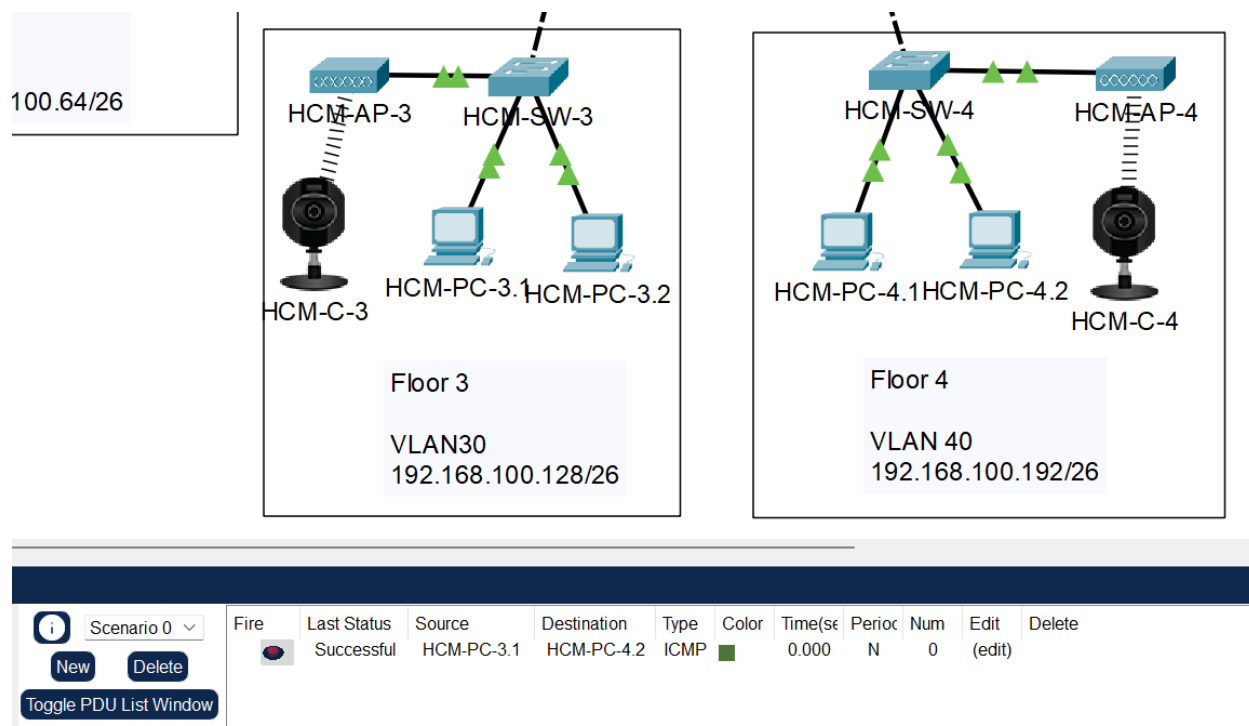 100.64/26
HCM-AP-3
HCM-SW-3
HCM-C-3
HCM-PC-3.1
HCM-PC-3.2
Floor 3
VLAN30
192.168.100.128/26
HCM-SW-4
HCM-AP-4
HCM-PC-4.1
HCM-PC-4.2
HCM-C-4
Floor 4
VLAN 40
192.168.100.192/26
Scenario 0
New
Delete
Toggle PDU List Window
Fire Last Status Source Destination Type Color Time(se Perioc Num Edit Delete
Successful HCM-PC-3.1 HCM-PC-4.2 ICMP 0.000 N 0 (edit)